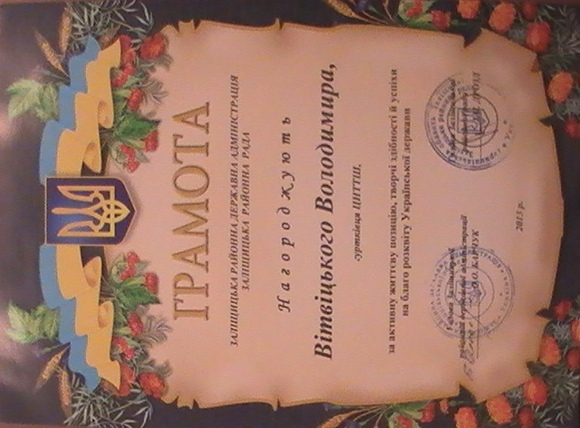 ГРАМОТА
ЗАЛІЩИЦЬКА РАЙОННА ДЕРЖАВНА АДМІНІСТРАЦІЯ
ЗАЛІЩИЦЬКА РАЙОННА РАДА
Нагороджують
Вітвіцького Володимира,
гуртківця ЦНТТШ,
за активну життєву позицію, творчі здібності й успіхи
на благо розвитку Української держави
2013 р.